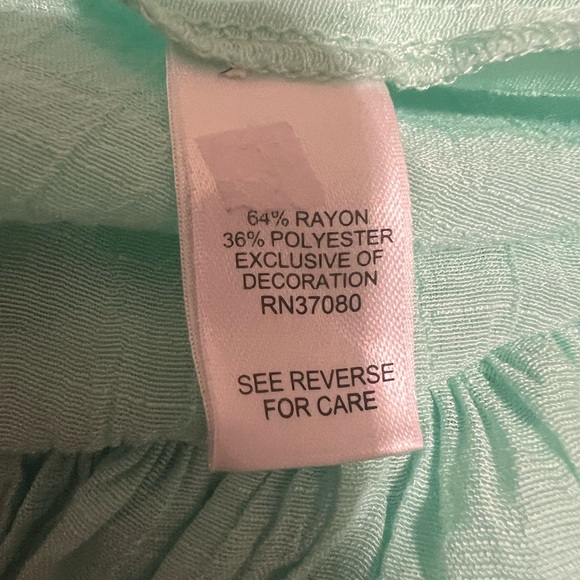 64% RAYON
36% POLYESTER
EXCLUSIVE OF
DECORATION
RN37080
SEE REVERSE
FOR CARE